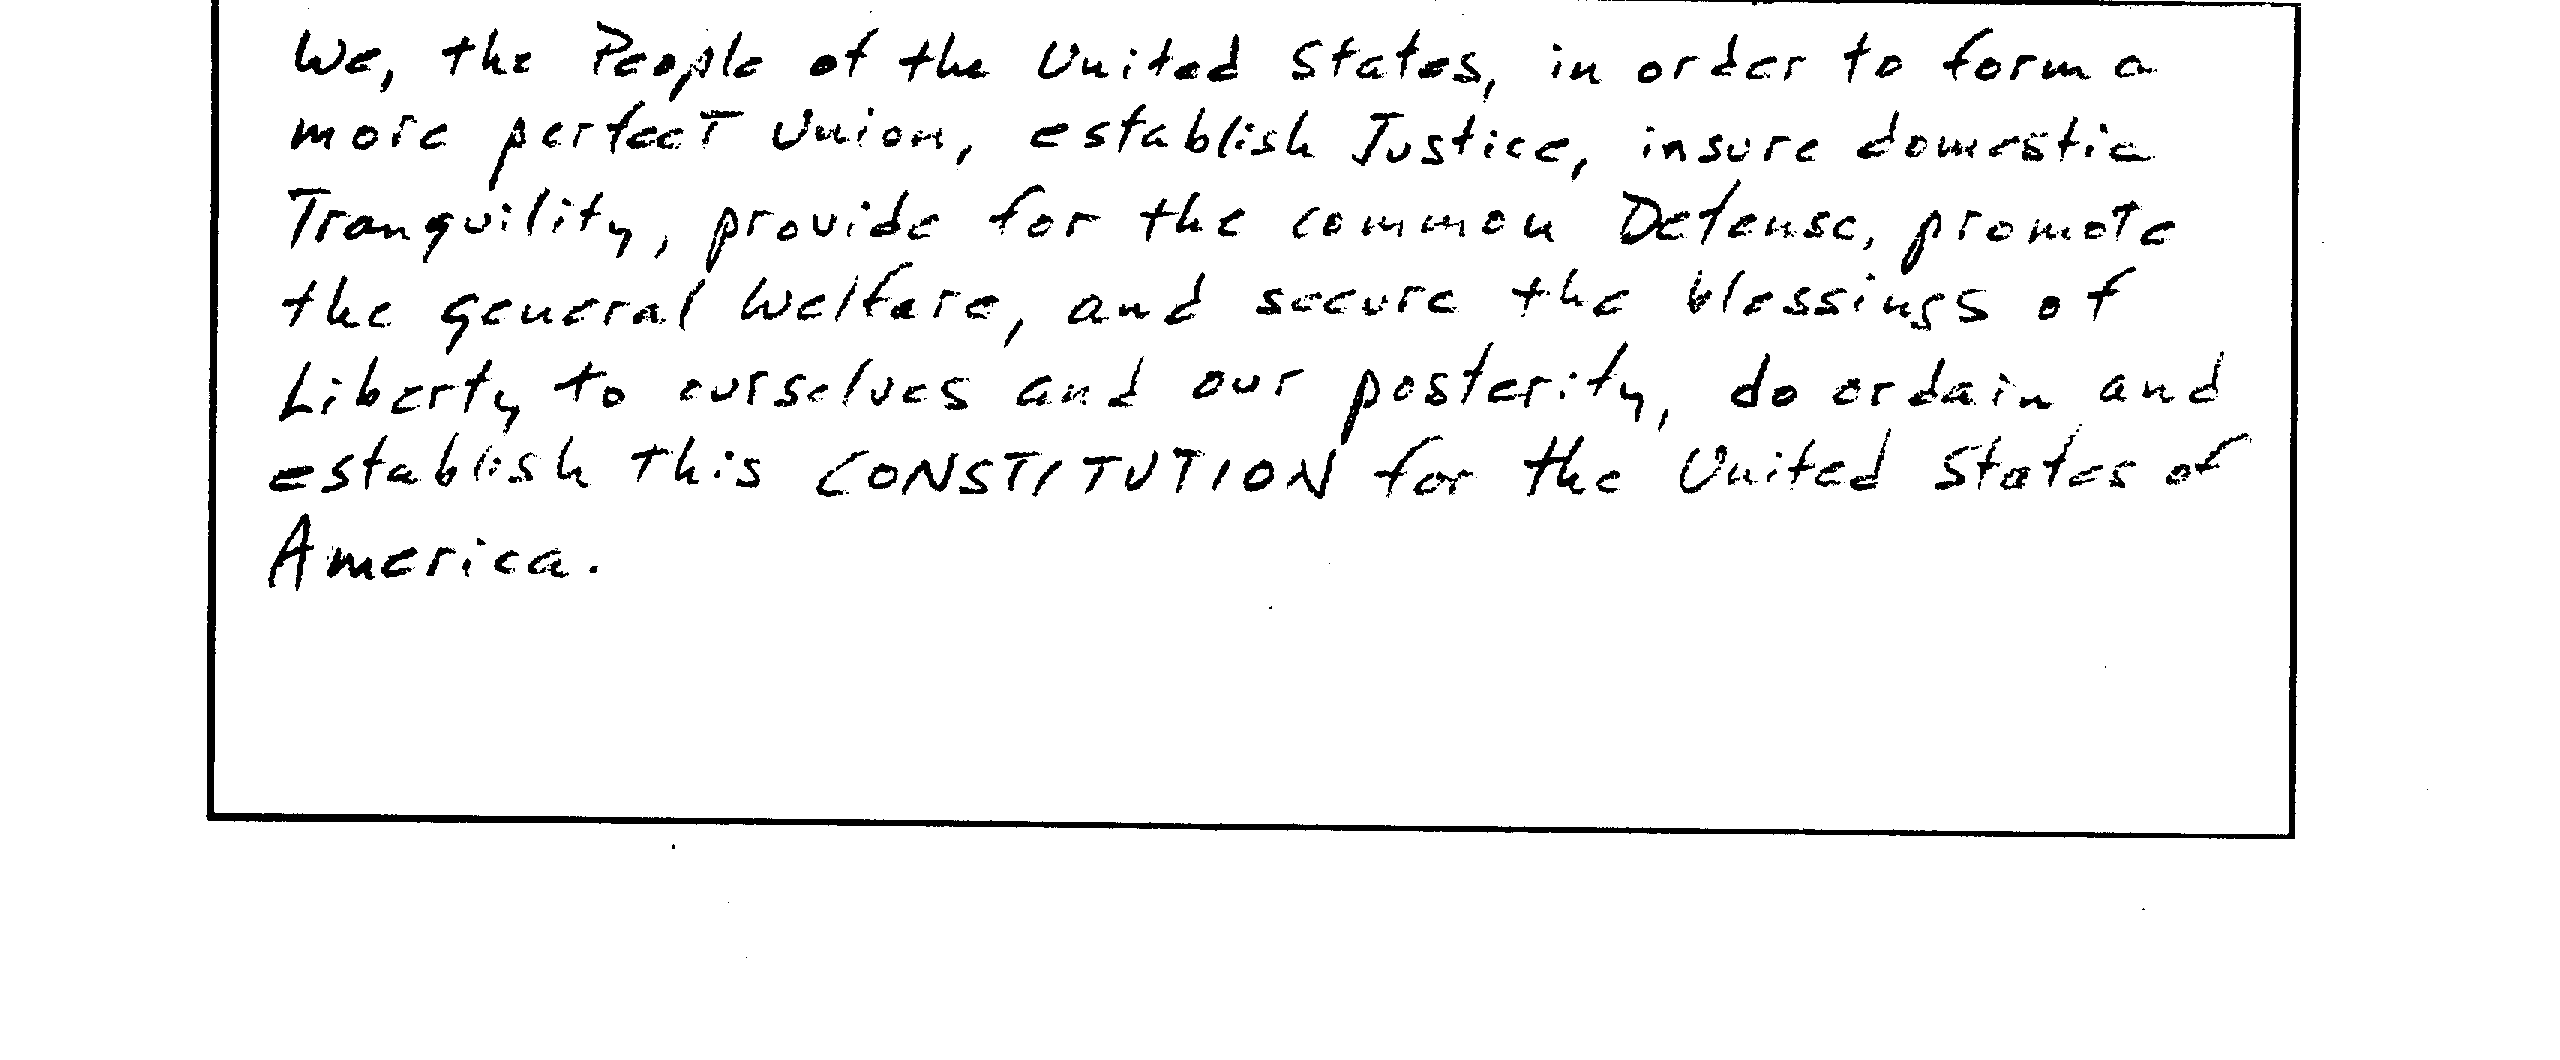 We, the People of the United States, in order to form a
more perfect Union, establish Justice, insure domestic
Tranquility, provide for the common Defense, promote
the general Welfare, and secure the blessings of
Liberty to ourselves and our posterity, do ordain and
establish this CONSTITUTION for the United States of
America.